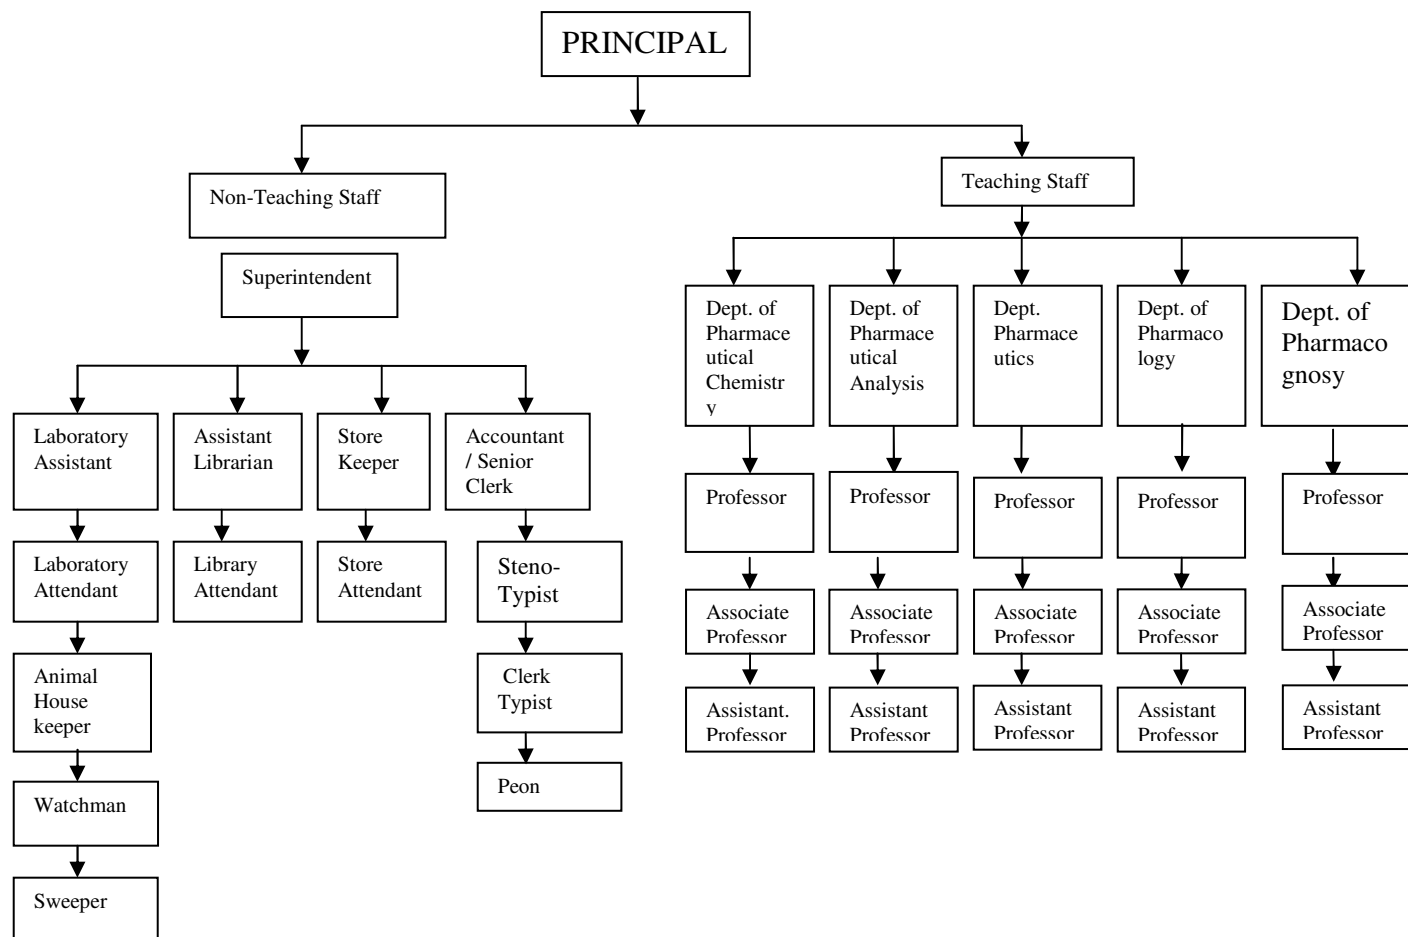 PRINCIPAL
Non-Teaching Staff
Teaching Staff
Superintendent
Dept. of
Pharmace
utical
Chemistr
y
Dept. of
Pharmace
utical
Analysis
Dept.
Pharmace
utics
Dept. of
Pharmaco
logy
Dept. of
Pharmaco
gnosy
Laboratory
Assistant
Assistant
Librarian
Store
Keeper
Accountant
/ Senior
Clerk
Professor
Professor
Professor
Professor
Professor
Laboratory
Attendant
Library
Attendant
Store
Attendant
Steno-
Typist
Associate
Professor
Associate
Professor
Associate
Professor
Associate
Professor
Associate
Professor
Animal
House
keeper
Clerk
Typist
Assistant.
Professor
Assistant
Professor
Assistant
Professor
Assistant
Professor
Assistant
Professor
Watchman
Peon
Sweeper